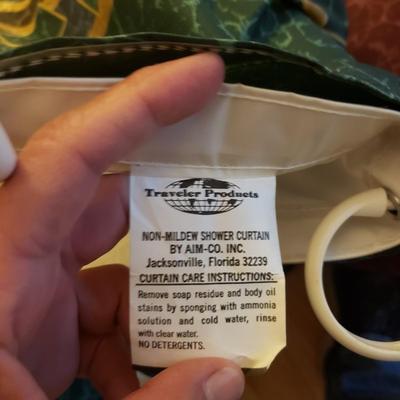 Traveler Products
NON-MILDEW SHOWER CURTAIN
BY AIM-CO. INC.
Jacksonville, Florida 32239
CURTAIN CARE INSTRUCTIONS:
Remove soap residue and body oil
stains by sponging with ammonia
solution and cold water, rinse
with clear water.
NO DETERGENTS.